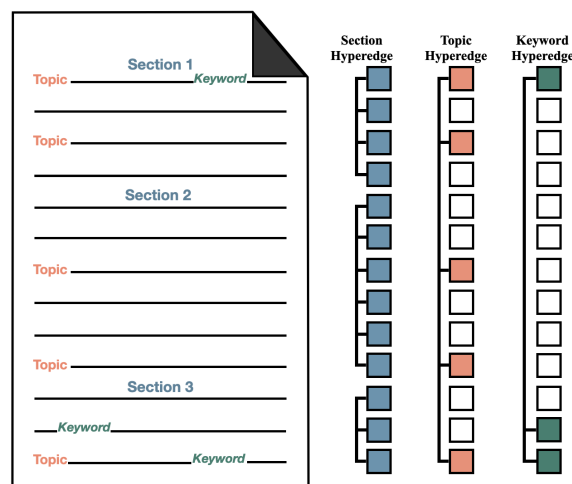 Section 1
Topic Keyword
Topic
Section 2
Topic
Topic
Section 3
Keyword
Topic Keyword
Section Hyperedge
Topic Hyperedge
Keyword Hyperedge